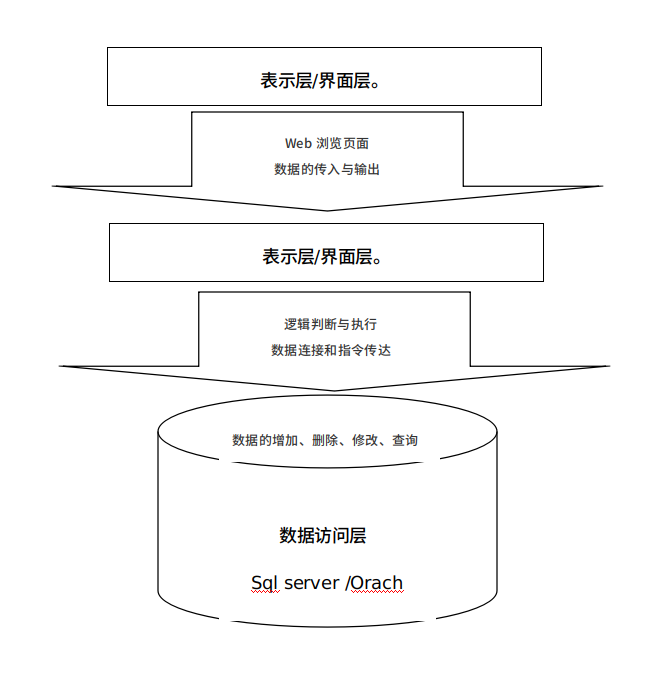 表示层/界面层。
Web 浏览页面
数据的传入与输出
表示层/界面层。
逻辑判断与执行
数据连接和指令传达
数据的增加、删除、修改、查询
数据访问层
Sql server /Orach